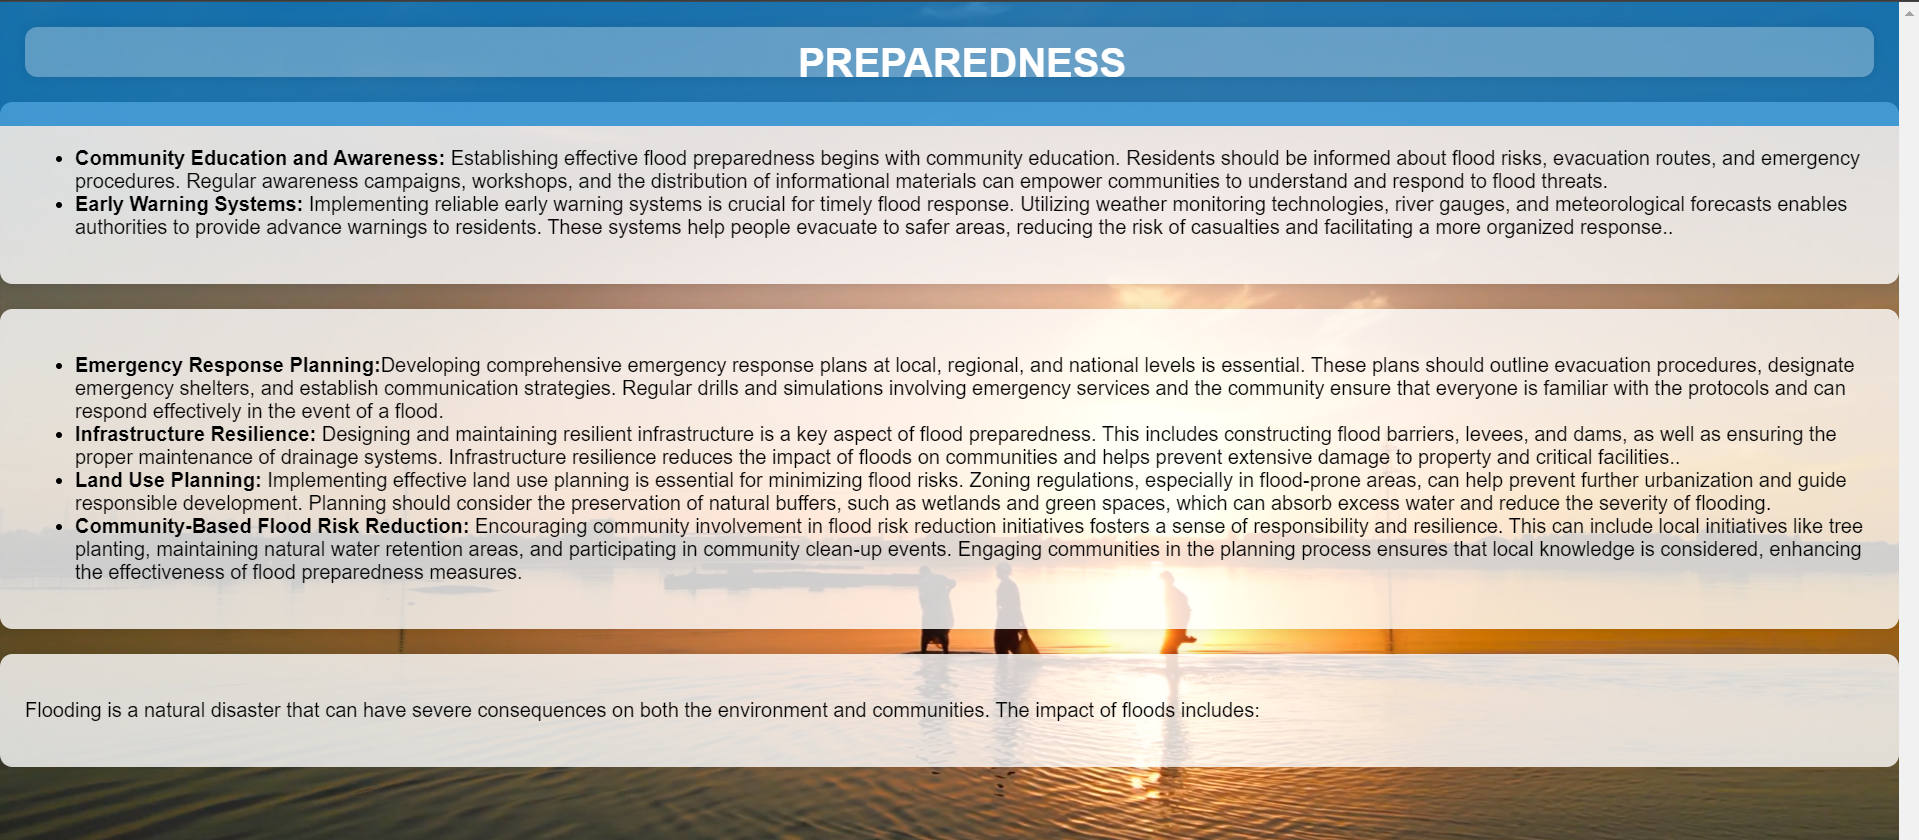 PREPAREDNESS
• Community Education and Awareness: Establishing effective flood preparedness begins with community education. Residents should be informed about flood risks, evacuation routes, and emergency
procedures. Regular awareness campaigns, workshops, and the distribution of informational materials can empower communities to understand and respond to flood threats.
• Early Warning Systems: Implementing reliable early warning systems is crucial for timely flood response. Utilizing weather monitoring technologies, river gauges, and meteorological forecasts enables
authorities to provide advance warnings to residents. These systems help people evacuate to safer areas, reducing the risk of casualties and facilitating a more organized response..
• Emergency Response Planning:Developing comprehensive emergency response plans at local, regional, and national levels is essential. These plans should outline evacuation procedures, designate
emergency shelters, and establish communication strategies. Regular drills and simulations involving emergency services and the community ensure that everyone is familiar with the protocols and can
respond effectively in the event of a flood.
• Infrastructure Resilience: Designing and maintaining resilient infrastructure is a key aspect of flood preparedness. This includes constructing flood barriers, levees, and dams, as well as ensuring the
proper maintenance of drainage systems. Infrastructure resilience reduces the impact of floods on communities and helps prevent extensive damage to property and critical facilities..
• Land Use Planning: Implementing effective land use planning is essential for minimizing flood risks. Zoning regulations, especially in flood-prone areas, can help prevent further urbanization and guide
responsible development. Planning should consider the preservation of natural buffers, such as wetlands and green spaces, which can absorb excess water and reduce the severity of flooding.
• Community-Based Flood Risk Reduction: Encouraging community involvement in flood risk reduction initiatives fosters a sense of responsibility and resilience. This can include local initiatives like tree
planting, maintaining natural water retention areas, and participating in community clean-up events. Engaging communities in the planning process ensures that local knowledge is considered, enhancing
the effectiveness of flood preparedness measures.
Flooding is a natural disaster that can have severe consequences on both the environment and communities. The impact of floods includes: